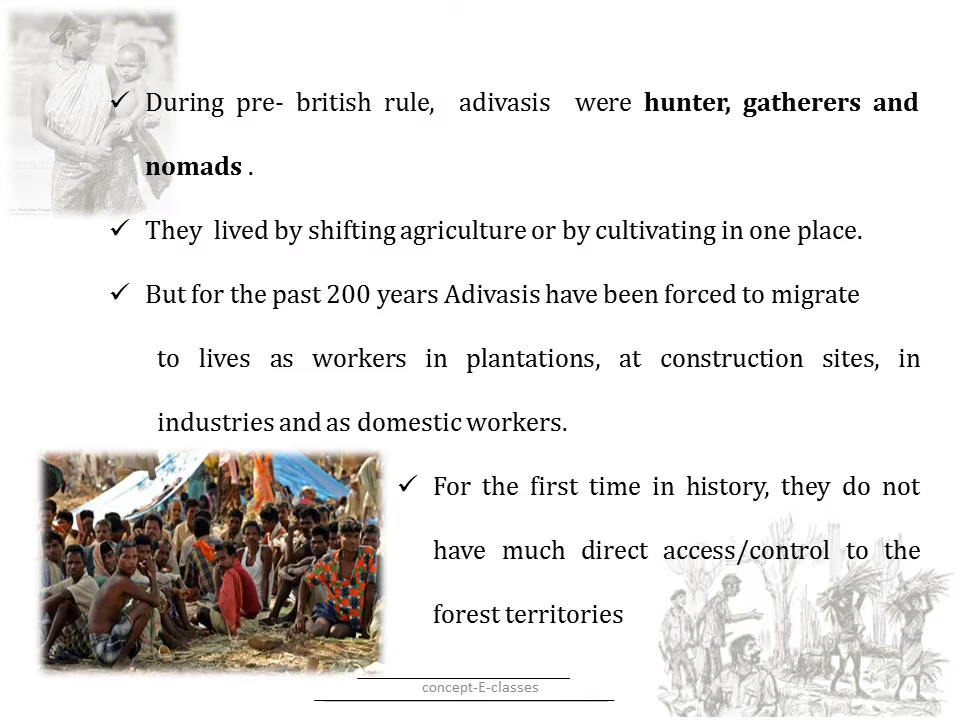 ✓ During pre- british rule, adivasis were hunter, gatherers and
nomads .
✓ They lived by shifting agriculture or by cultivating in one place.
✓ But for the past 200 years Adivasis have been forced to migrate
to lives as workers in plantations, at construction sites, in
industries and as domestic workers.
✓ For the first time in history, they do not
have much direct access/control to the
forest territories
concept-E-classes